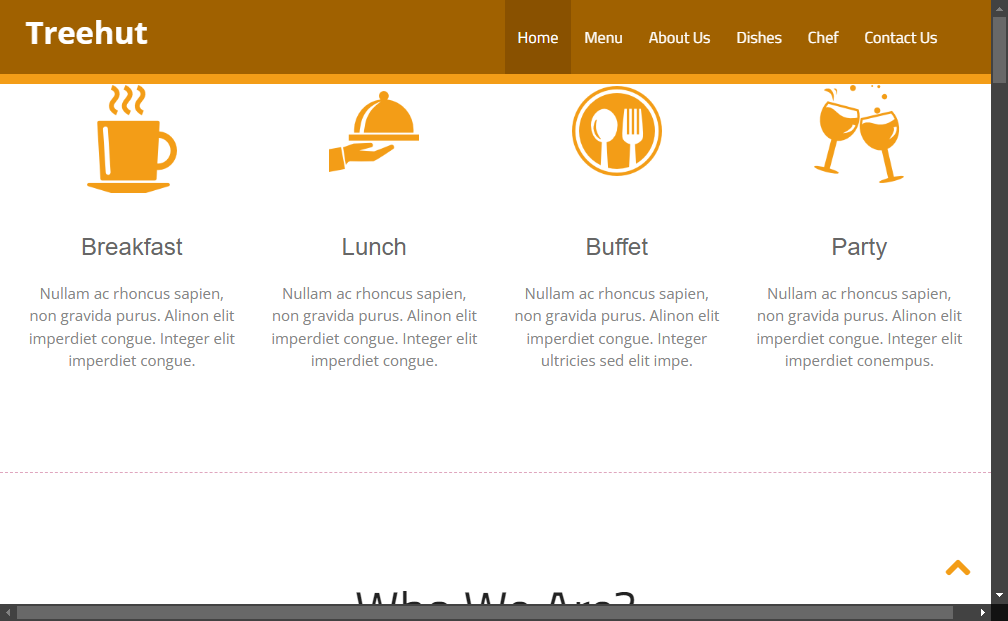 Treehut
Home Menu About Us Dishes Chef Contact Us
Breakfast
Nullam ac rhoncus sapien,
non gravida purus. Alinon elit
imperdiet congue. Integer elit
imperdiet congue.
Lunch
Nullam ac rhoncus sapien,
non gravida purus. Alinon elit
imperdiet congue. Integer elit
imperdiet congue.
Buffet
Nullam ac rhoncus sapien,
non gravida purus. Alinon elit
imperdiet congue. Integer
ultricies sed elit impe.
Party
Nullam ac rhoncus sapien,
non gravida purus. Alinon elit
imperdiet congue. Integer elit
imperdiet conempus.
Who We Are?